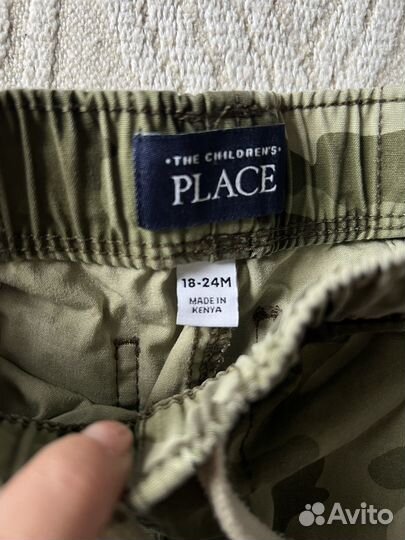 • THE CHILDREN'S •
PLACE
18-24M
MADE IN
KENYA
Avito